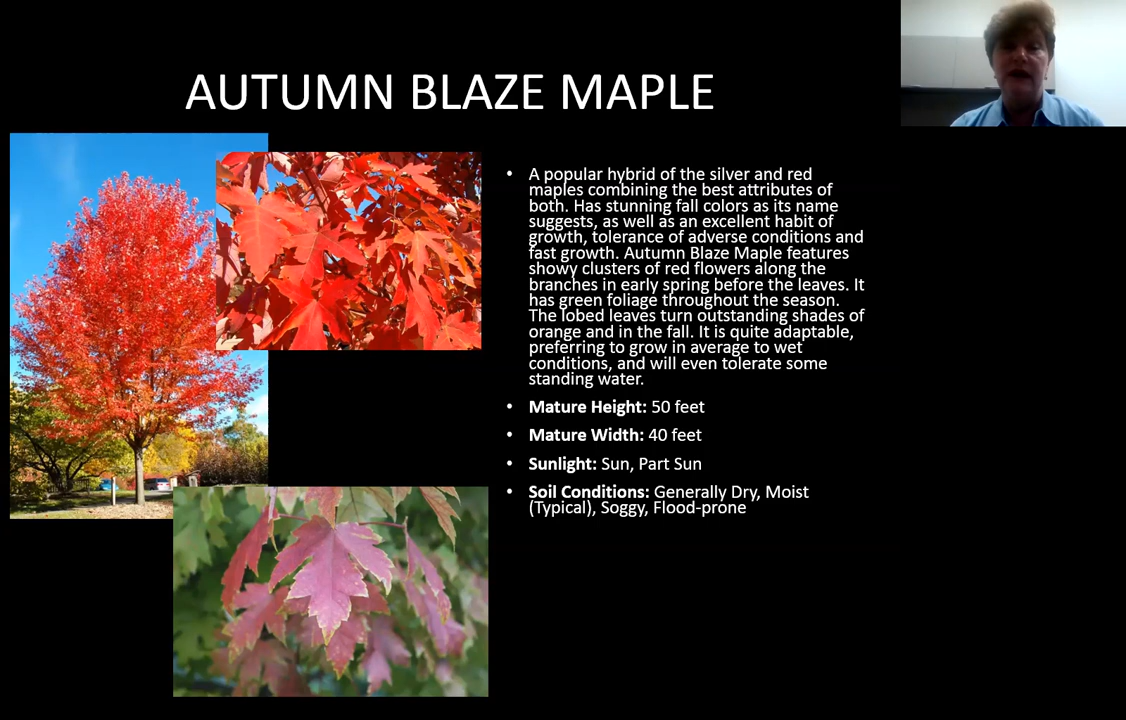 AUTUMN BLAZE MAPLE
• A popular hybrid of the silver and red
maples combining the best attributes of
both. Has stunning fall colors as its name
suggests, as well as an excellent habit of
growth, tolerance of adverse conditions and
fast growth. Autumn Blaze Maple features
showy clusters of red flowers along the
branches in early spring before the leaves. It
has green foliage throughout the season.
The lobed leaves turn outstanding shades of
orange and in the fall. It is quite adaptable,
preferring to grow in average to wet
conditions, and will even tolerate some
standing water.
• Mature Height: 50 feet
• Mature Width: 40 feet
• Sunlight: Sun, Part Sun
• Soil Conditions: Generally Dry, Moist
(Typical), Soggy, Flood-prone